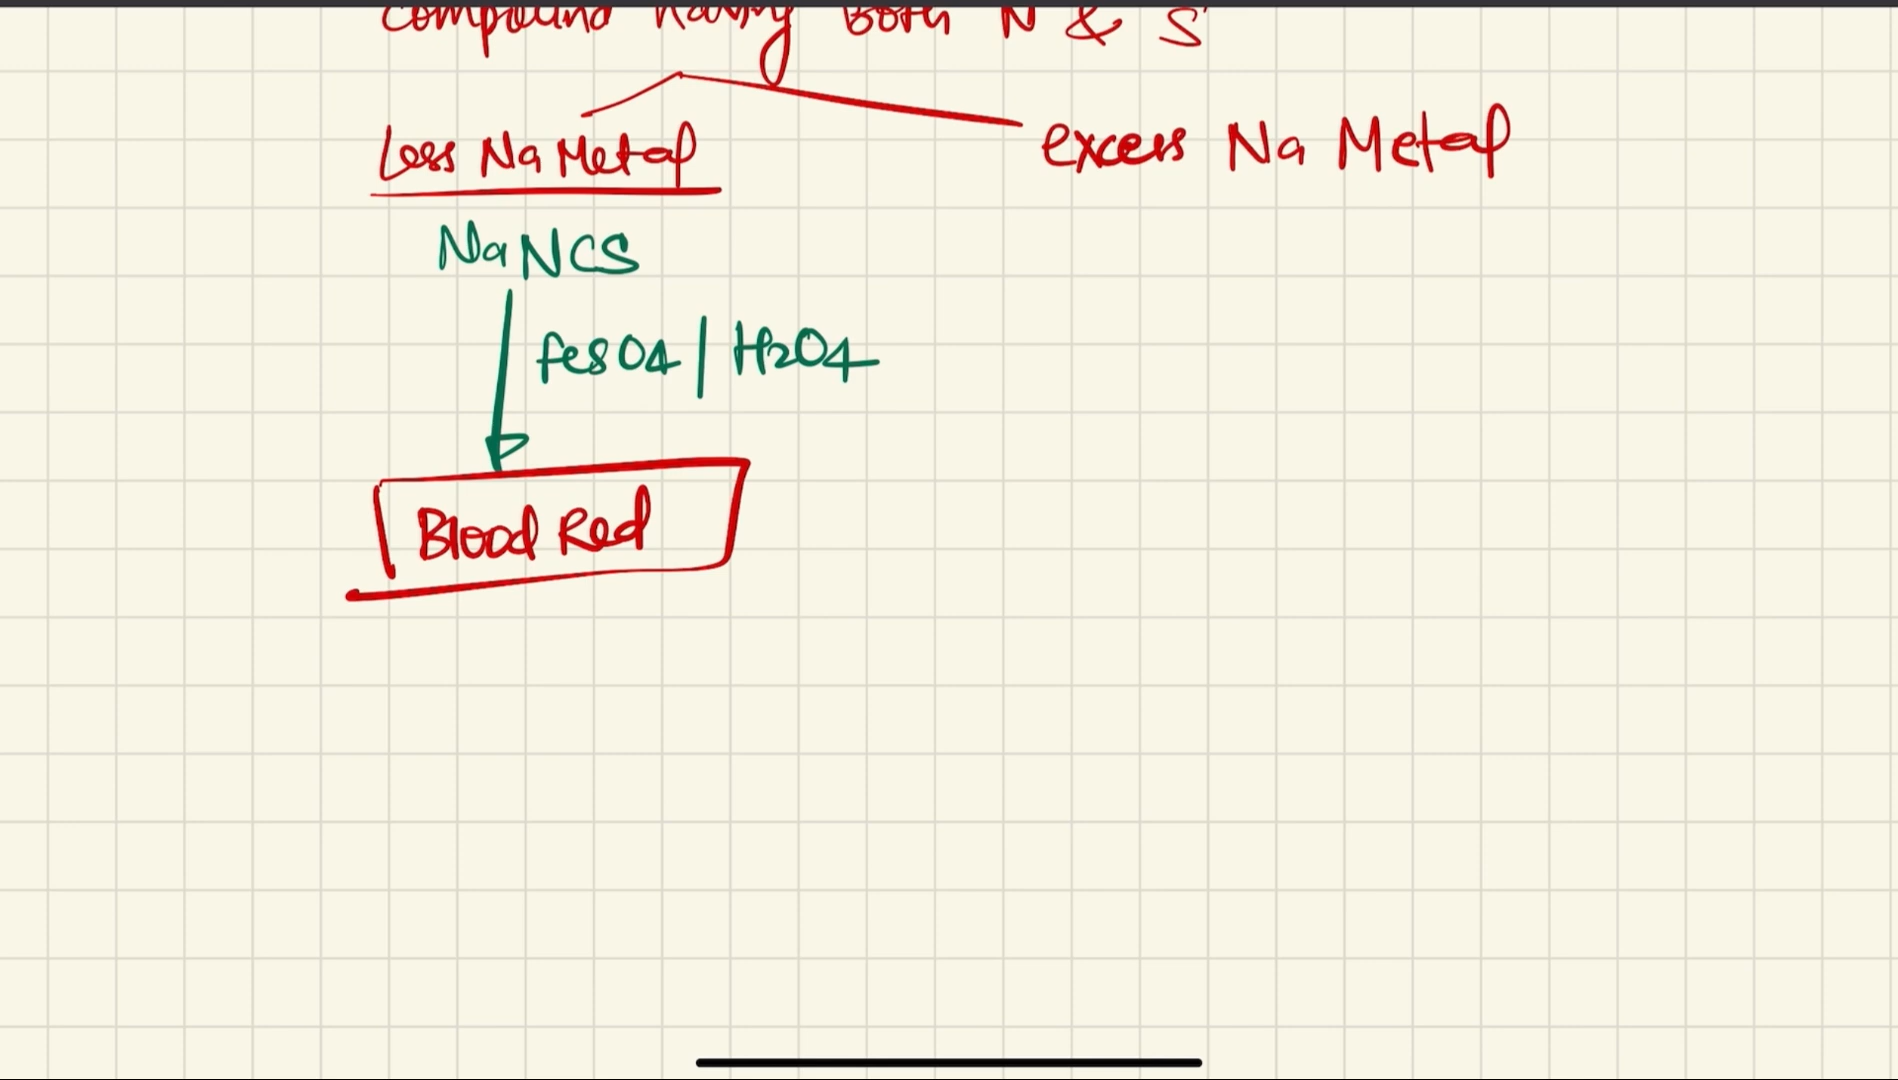 Compound having both N & S
Less Na Metal
excess Na Metal
NaNCS
feSO4 | H2O4
Blood Red